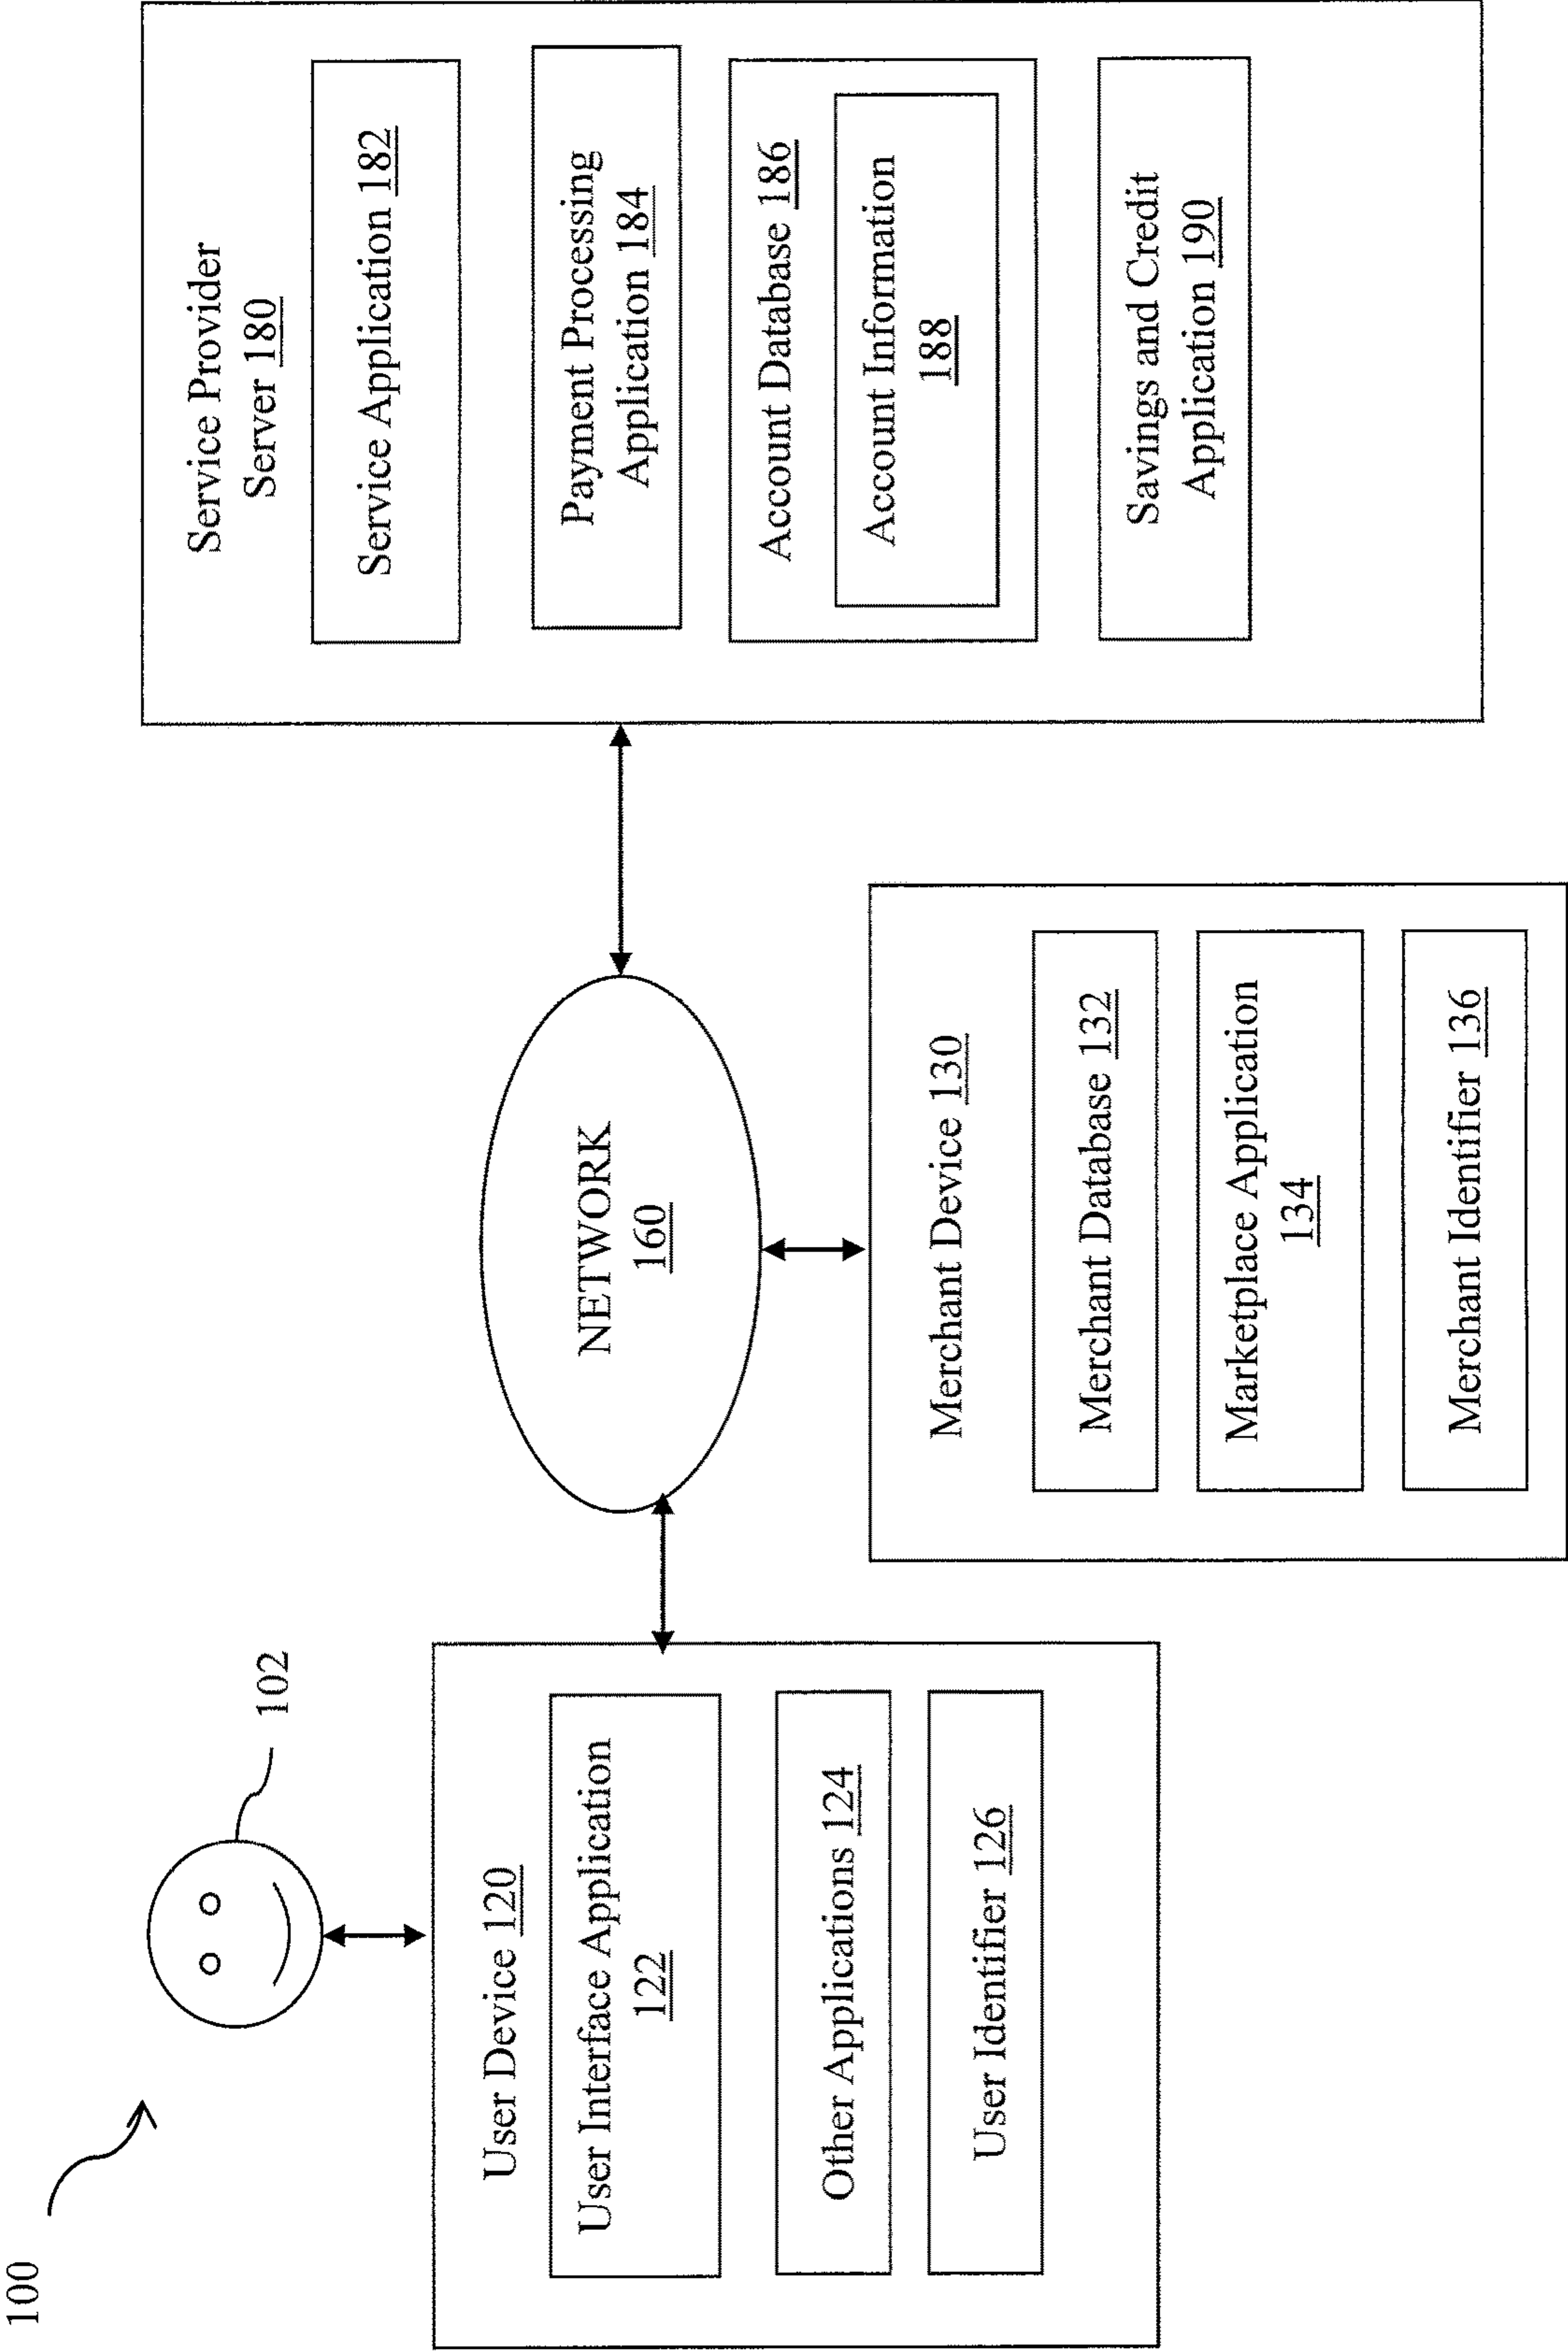 100
102
User Device 120
User Interface Application
122
Other Applications 124
User Identifier 126
NETWORK
160
Merchant Device 130
Merchant Database 132
Marketplace Application
134
Merchant Identifier 136
Service Provider
Server 180
Service Application 182
Payment Processing
Application 184
Account Database 186
Account Information
188
Savings and Credit
Application 190